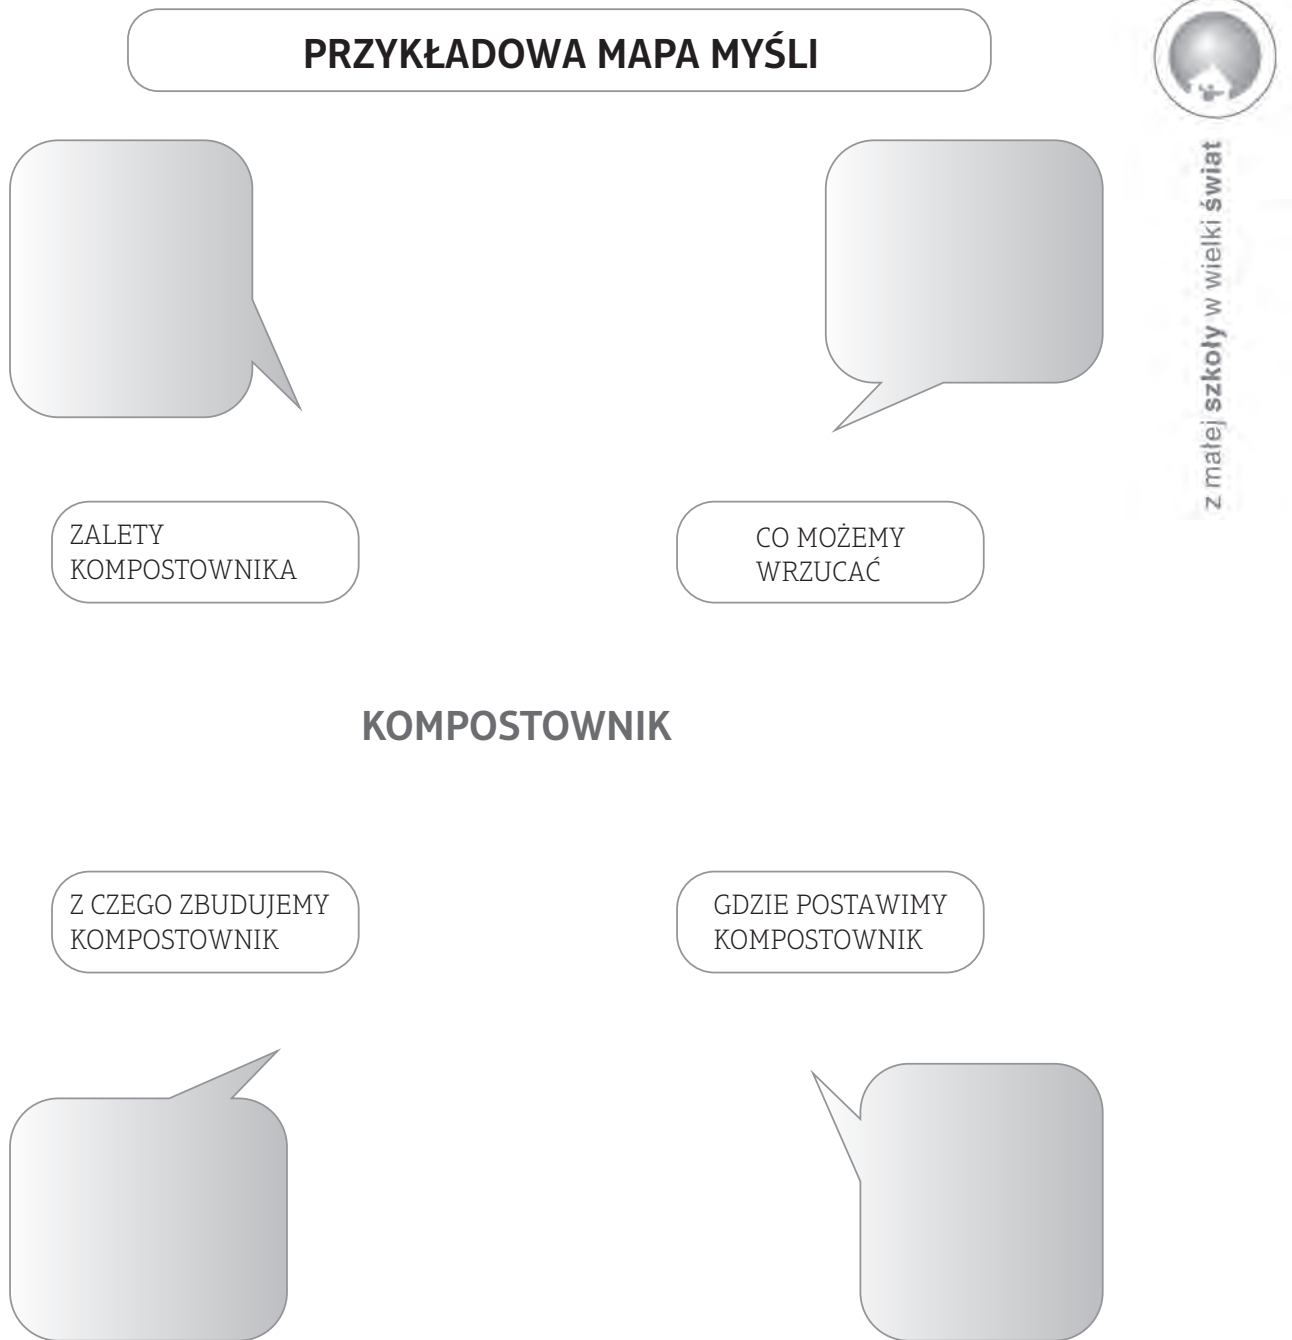 PRZYKŁADOWA MAPA MYŚLI
z małej szkoły w wielki świat
ZALETY
KOMPOSTOWNIKA
CO MOŻEMY
WRZUCAĆ
KOMPOSTOWNIK
Z CZEGO ZBUDUJEMY
KOMPOSTOWNIK
GDZIE POSTAWIMY
KOMPOSTOWNIK